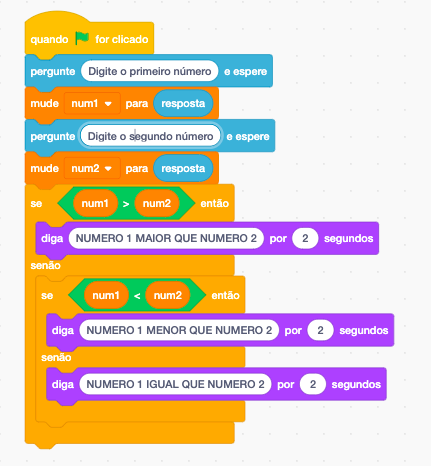 quando for clicado
pergunte Digite o primeiro número e espere
mude num1 para resposta
pergunte Digite o segundo número e espere
mude num2 para resposta
se num1 > num2 então
diga NUMERO 1 MAIOR QUE NUMERO 2 por 2 segundos
senão
se num1 < num2 então
diga NUMERO 1 MENOR QUE NUMERO 2 por 2 segundos
senão
diga NUMERO 1 IGUAL QUE NUMERO 2 por 2 segundos